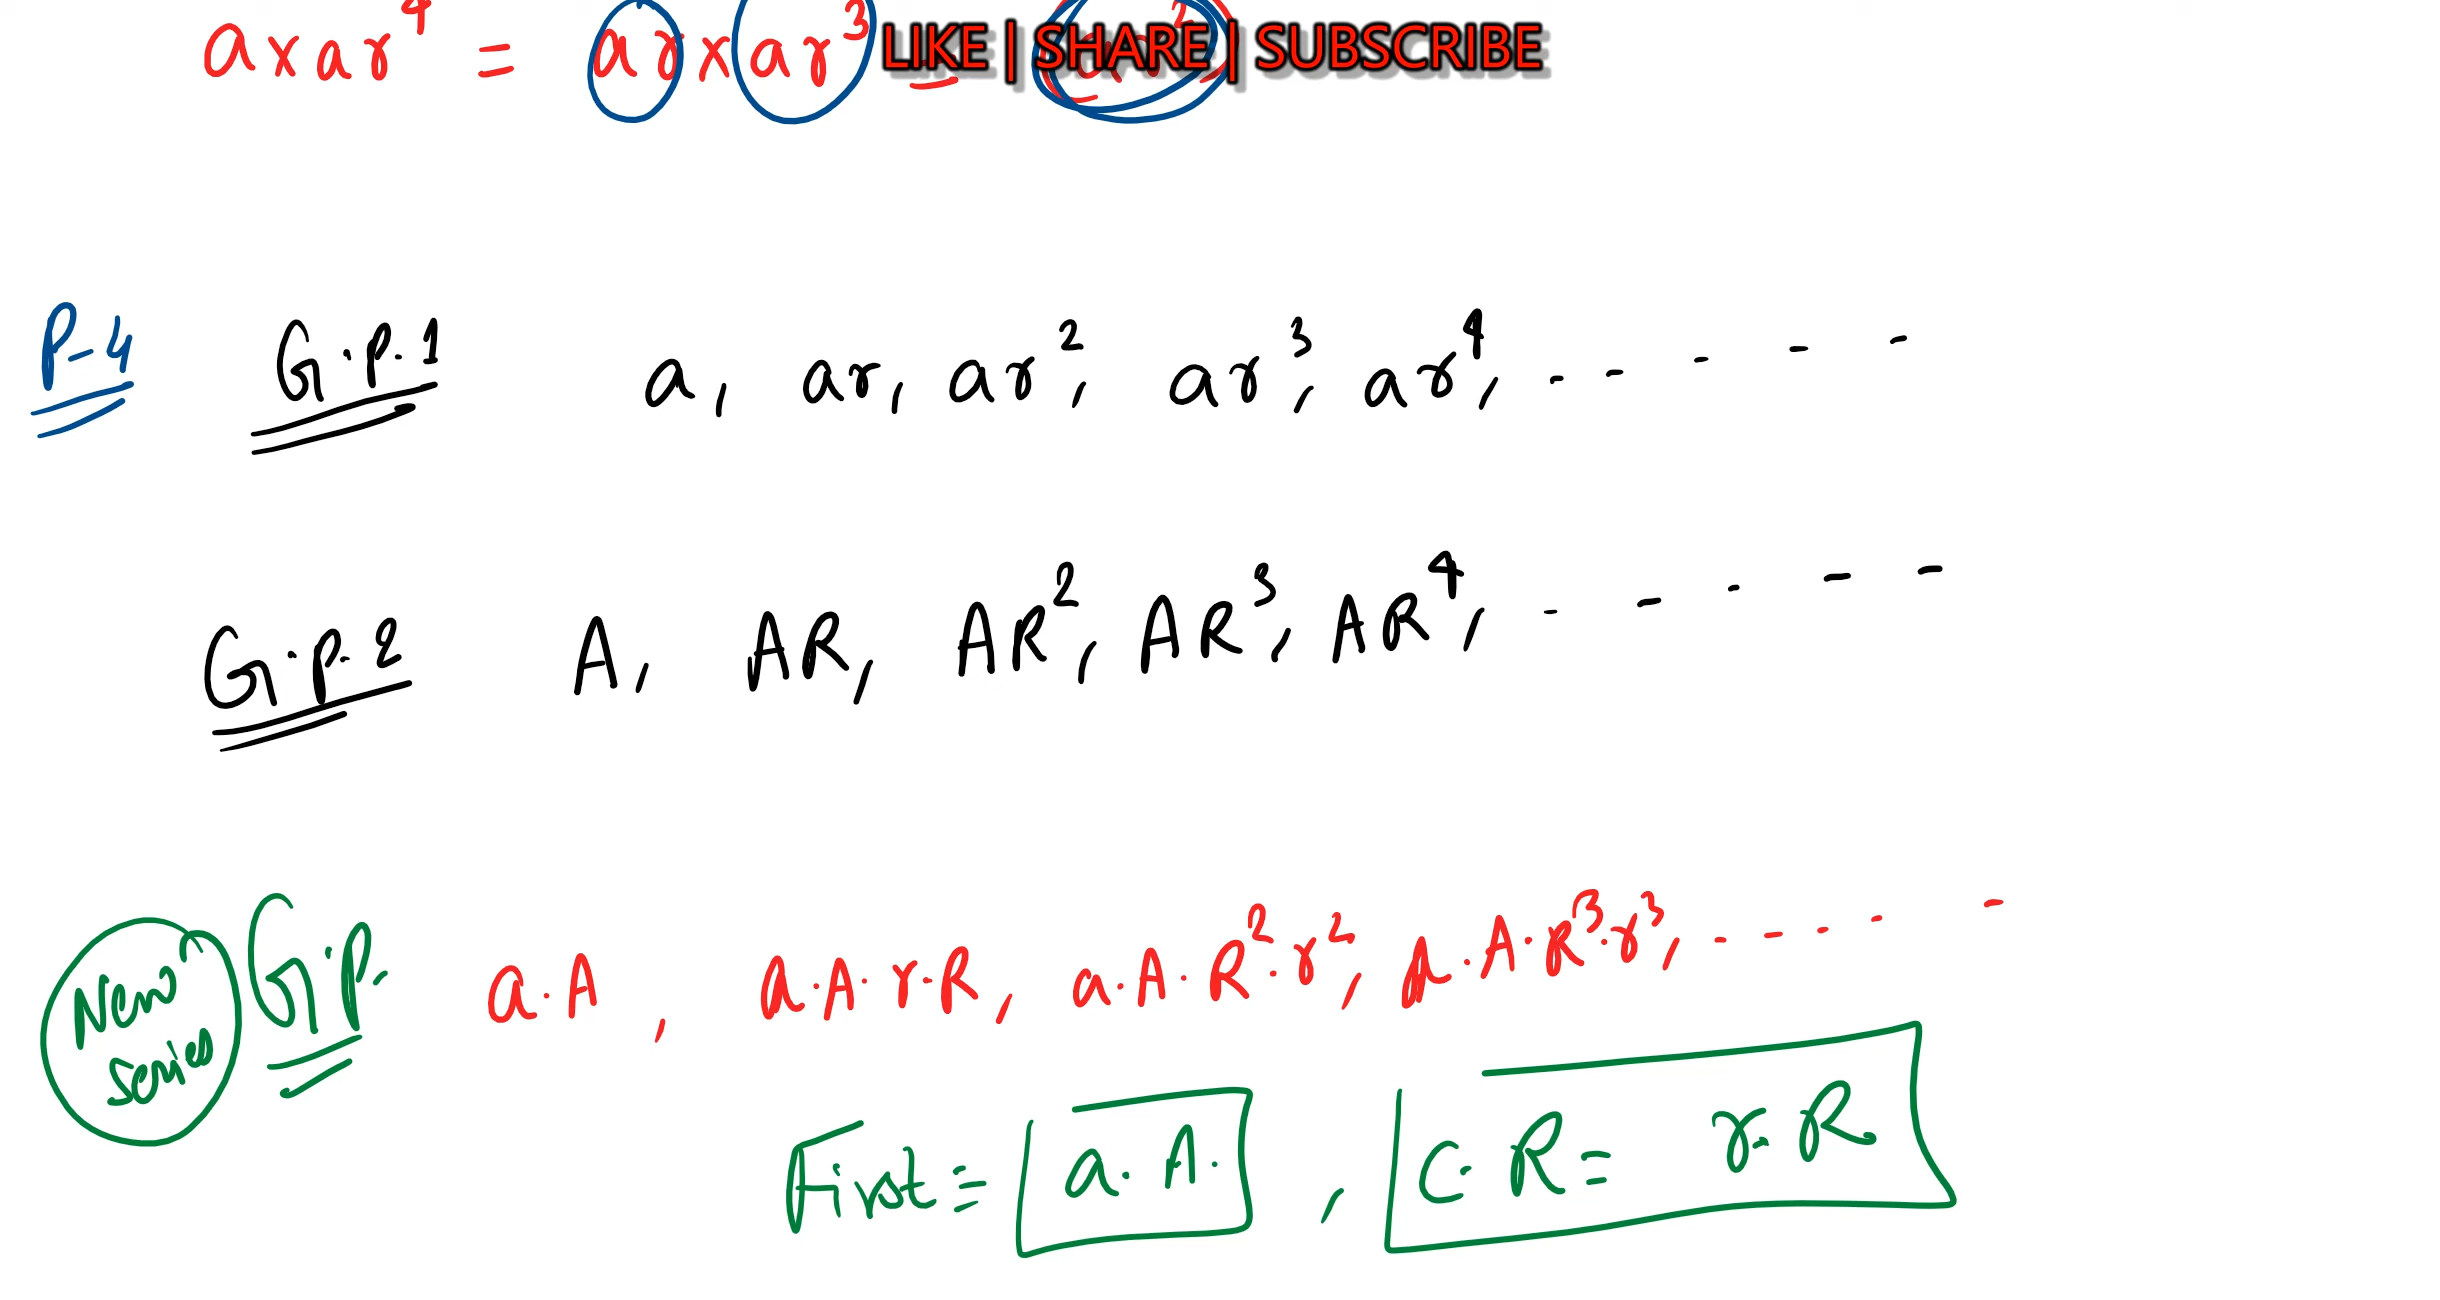 a x ar⁴ = ar x ar³ =
LIKE | SHARE | SUBSCRIBE
P-4 G.P.1 a, ar, ar², ar³, ar⁴, - - - - -
G.P.2 A, AR, AR², AR³, AR⁴, - - - - -
New series G.P. a.A, a.A.r.R, a.A.R².r², a.A.R³.r³, - - - - -
First = a.A. , C.R = r.R